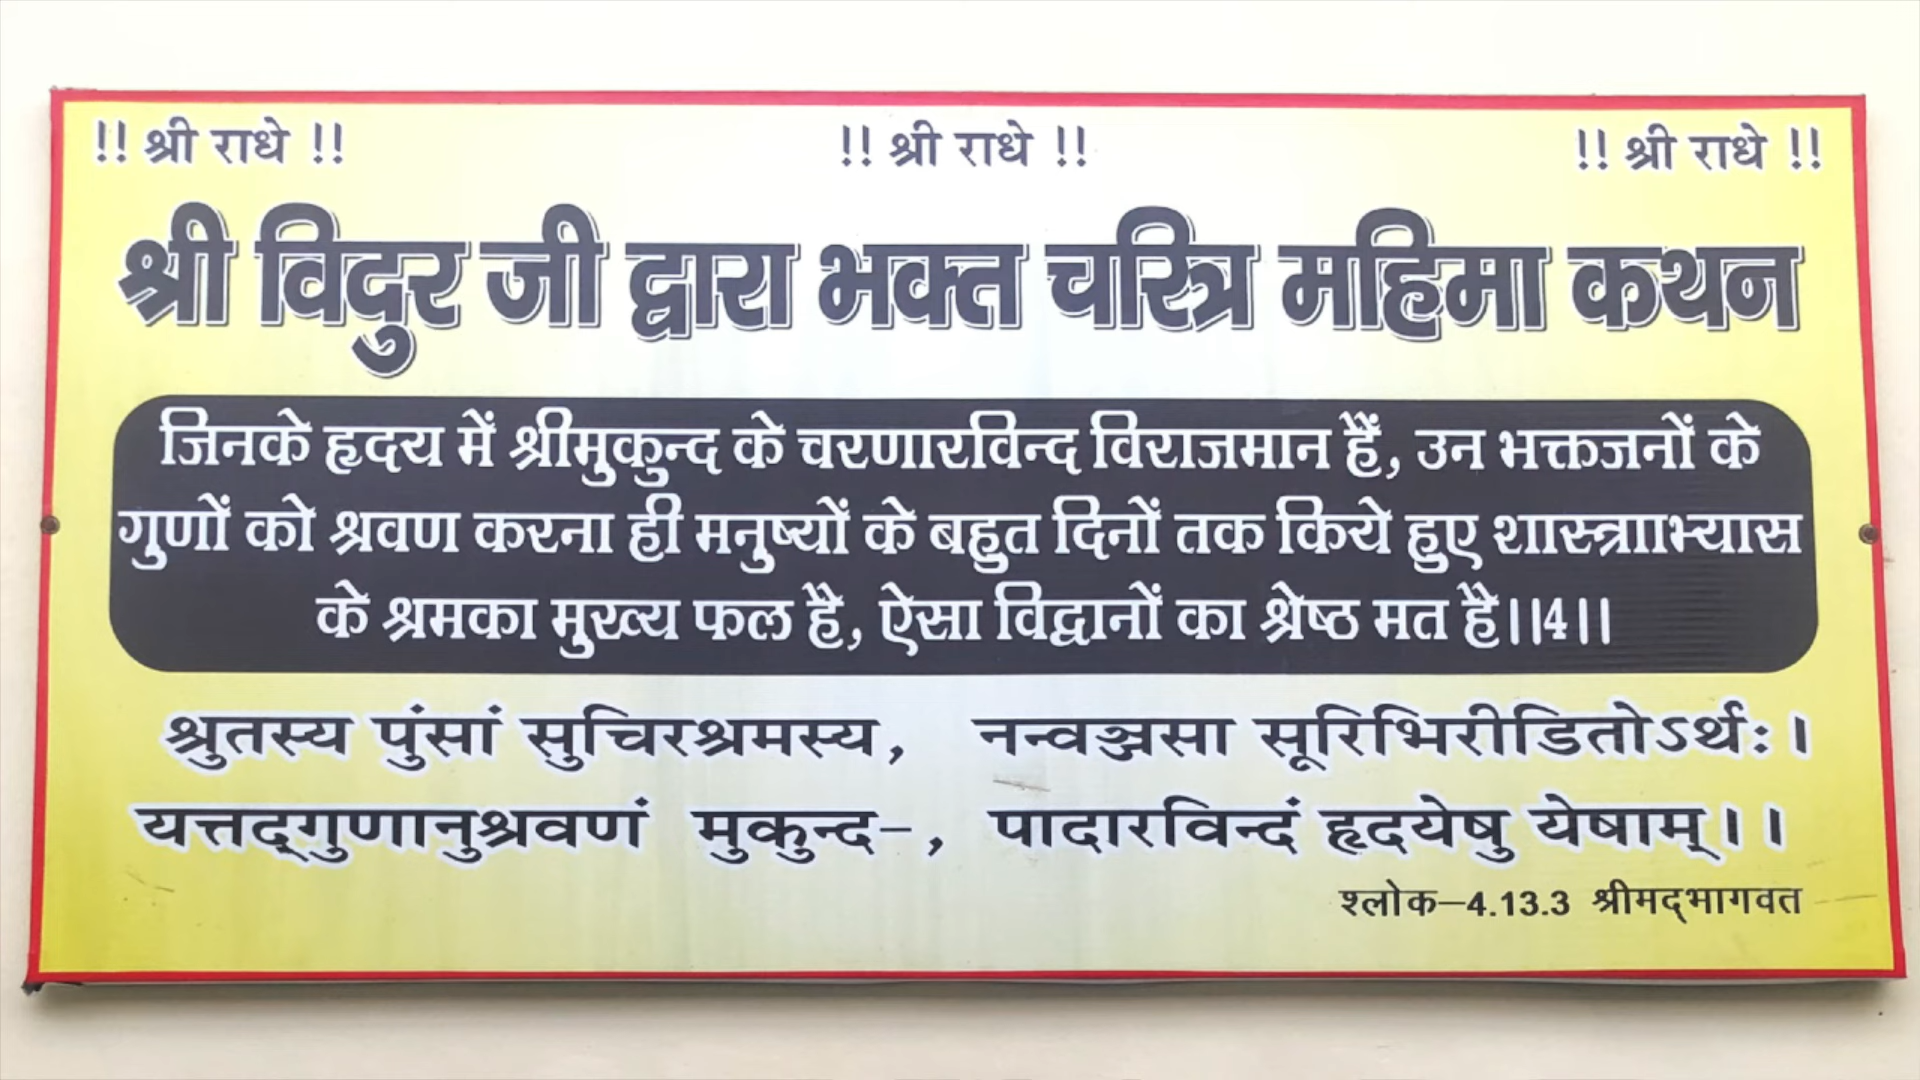 !! श्री राधे !! !! श्री राधे !! !! श्री राधे !!
श्री विदुर जी द्वारा भक्त चरित्र महिमा कथन
जिनके हृदय में श्रीमुकुन्द के चरणारविन्द विराजमान हैं, उन भक्तजनों के
गुणों को श्रवण करना ही मनुष्यों के बहुत दिनों तक किये हुए शास्त्रााभ्यास
के श्रमका मुख्य फल है, ऐसा विद्वानों का श्रेष्ठ मत है।।4।।
श्रुतस्य पुंसां सुचिरश्रमस्य, नन्वञ्जसा सूरिभिरीडितोऽर्थः।
यत्तद्गुणानुश्रवणं मुकुन्द-, पादारविन्दं हृदयेषु येषाम्।।
श्लोक-4.13.3 श्रीमद्भागवत